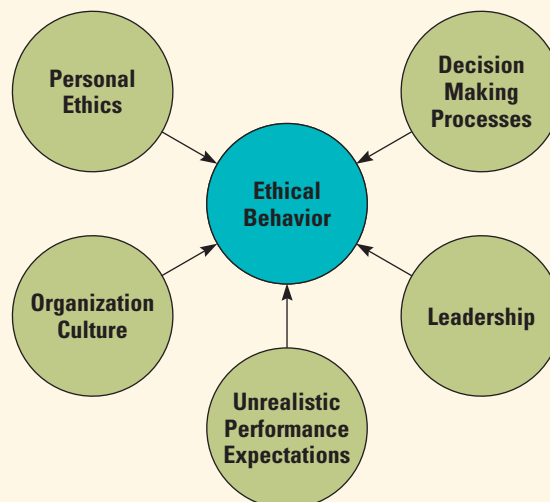 Personal
Ethics
Decision
Making
Processes
Ethical
Behavior
Organization
Culture
Leadership
Unrealistic
Performance
Expectations